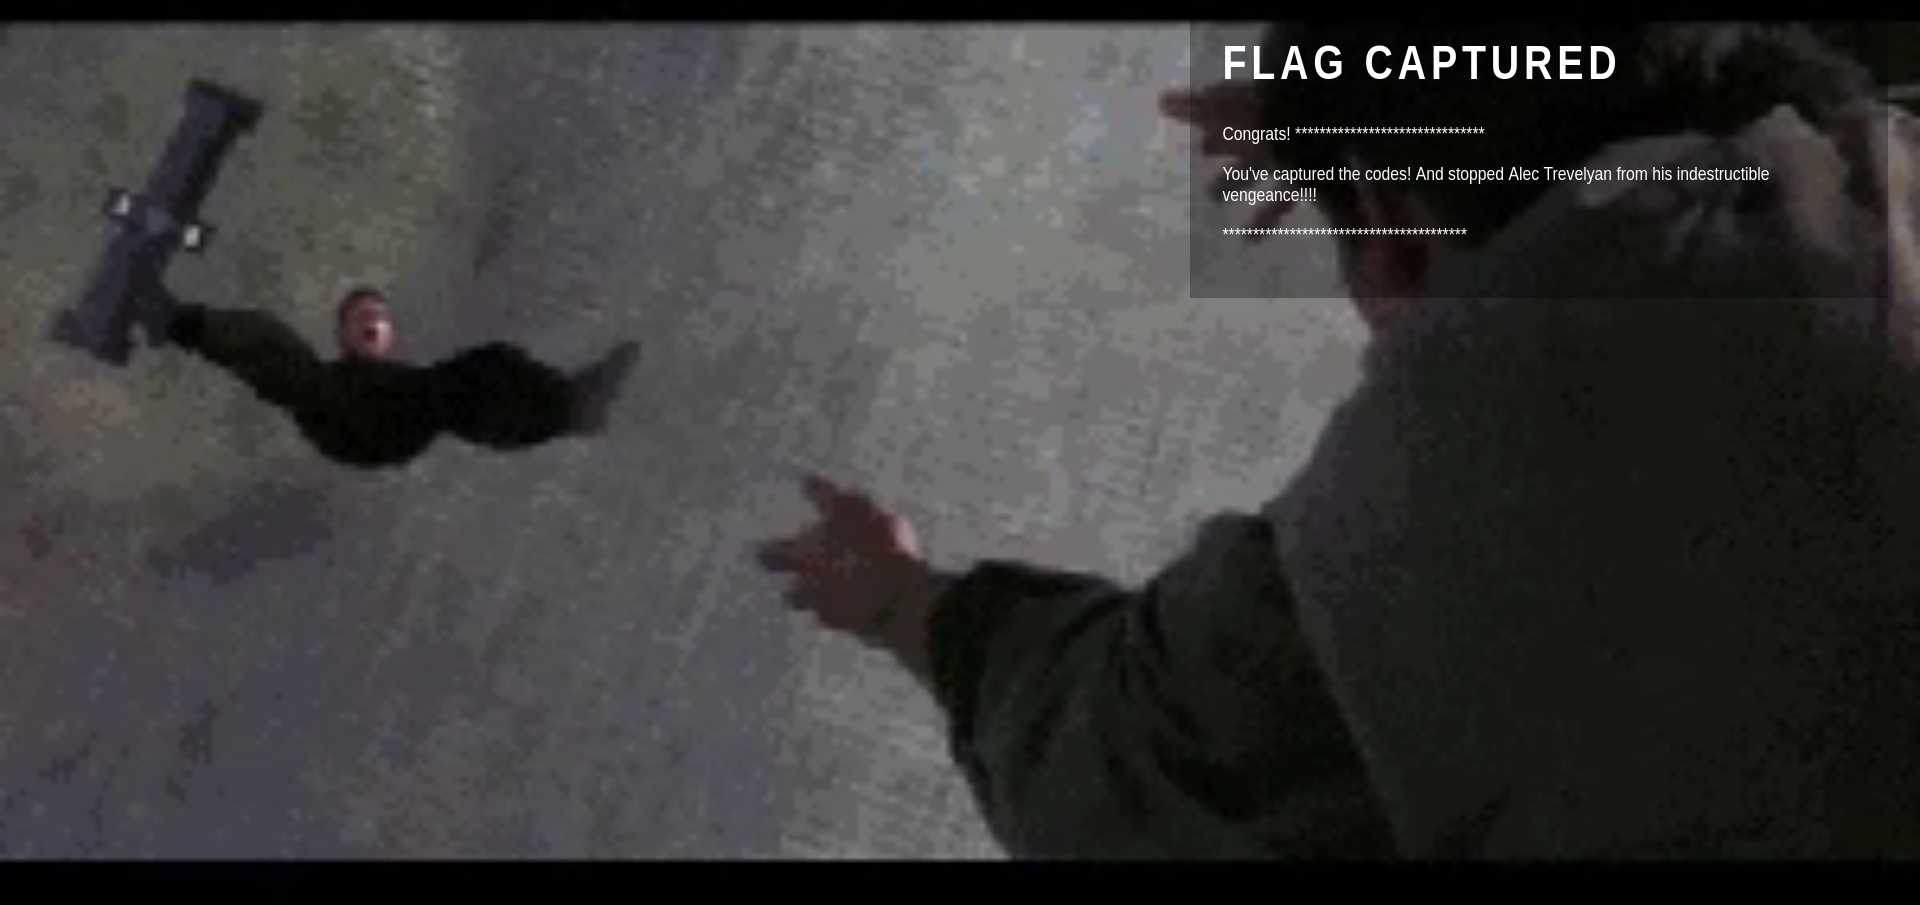 FLAG CAPTURED
Congrats! *******************************
You've captured the codes! And stopped Alec Trevelyan from his indestructible
vengeance!!!!
****************************************